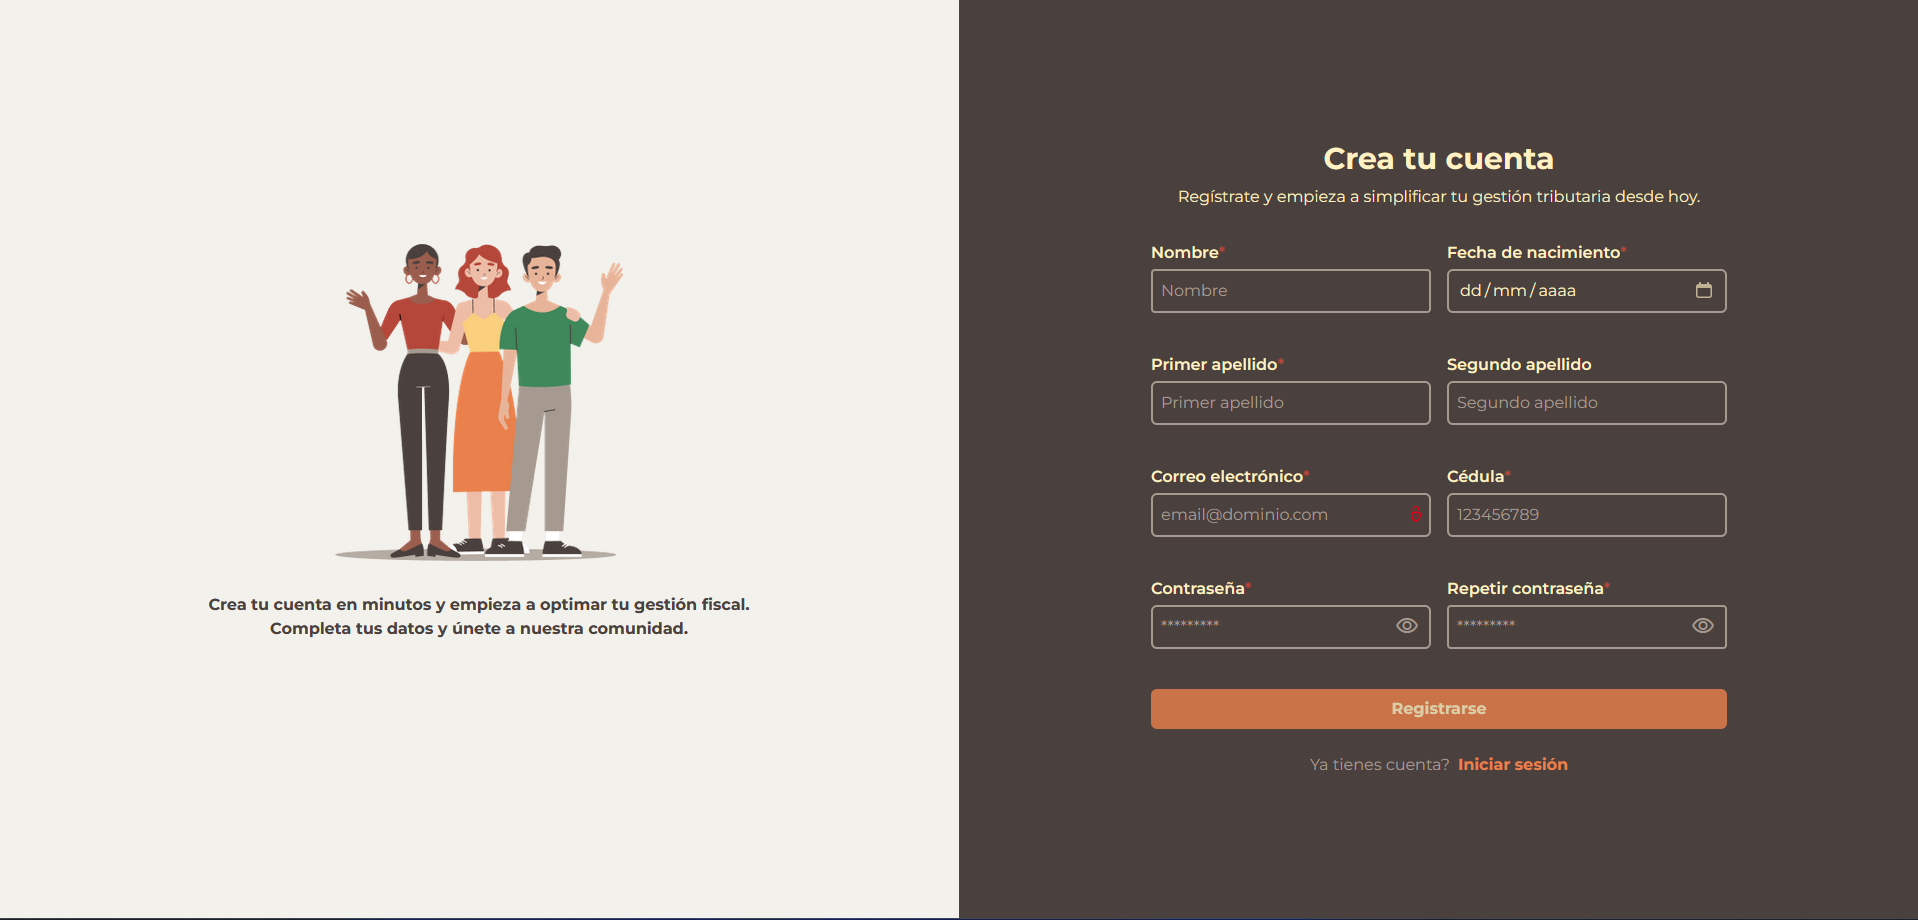 Crea tu cuenta en minutos y empieza a optimar tu gestión fiscal.
Completa tus datos y únete a nuestra comunidad.
Crea tu cuenta
Regístrate y empieza a simplificar tu gestión tributaria desde hoy.
Nombre*
Nombre
Fecha de nacimiento*
dd/mm/aaaa
Primer apellido*
Primer apellido
Segundo apellido
Segundo apellido
Correo electrónico*
email@dominio.com
Cédula*
123456789
Contraseña*
*********
Repetir contraseña*
*********
Registrarse
Ya tienes cuenta? Iniciar sesión